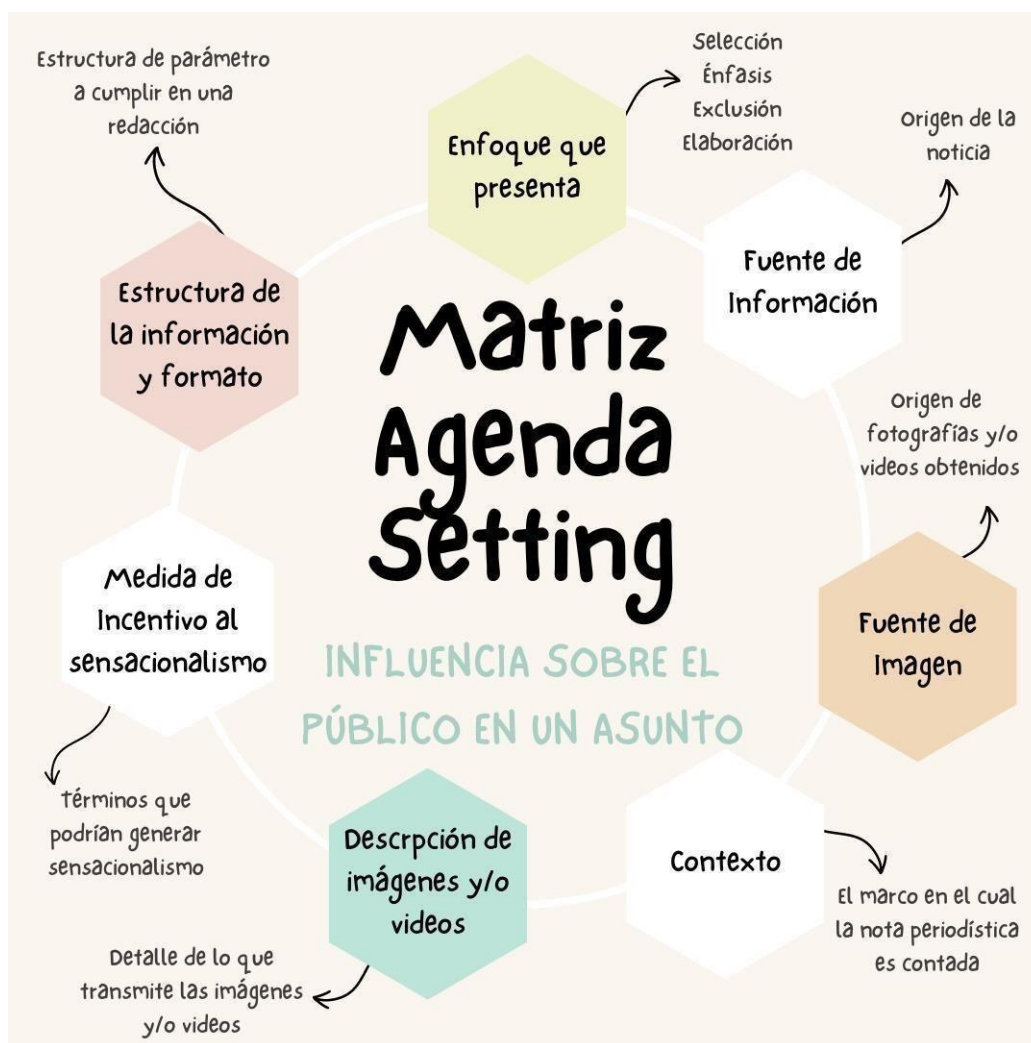 Matriz
Agenda
Setting
INFLUENCIA SOBRE EL
PÚBLICO EN UN ASUNTO
Enfoque que
presenta
Selección
Énfasis
Exclusión
Elaboración
Fuente de
Información
Origen de la
noticia
Fuente de
Imagen
Origen de
fotografías y/o
videos obtenidos
Contexto
El marco en el cual
la nota periodística
es contada
Descrpción de
imágenes y/o
videos
Detalle de lo que
transmite las imágenes
y/o videos
Medida de
Incentivo al
sensacionalismo
Términos que
podrían generar
sensacionalismo
Estructura de
la información
y formato
Estructura de parámetro
a cumplir en una
redacción